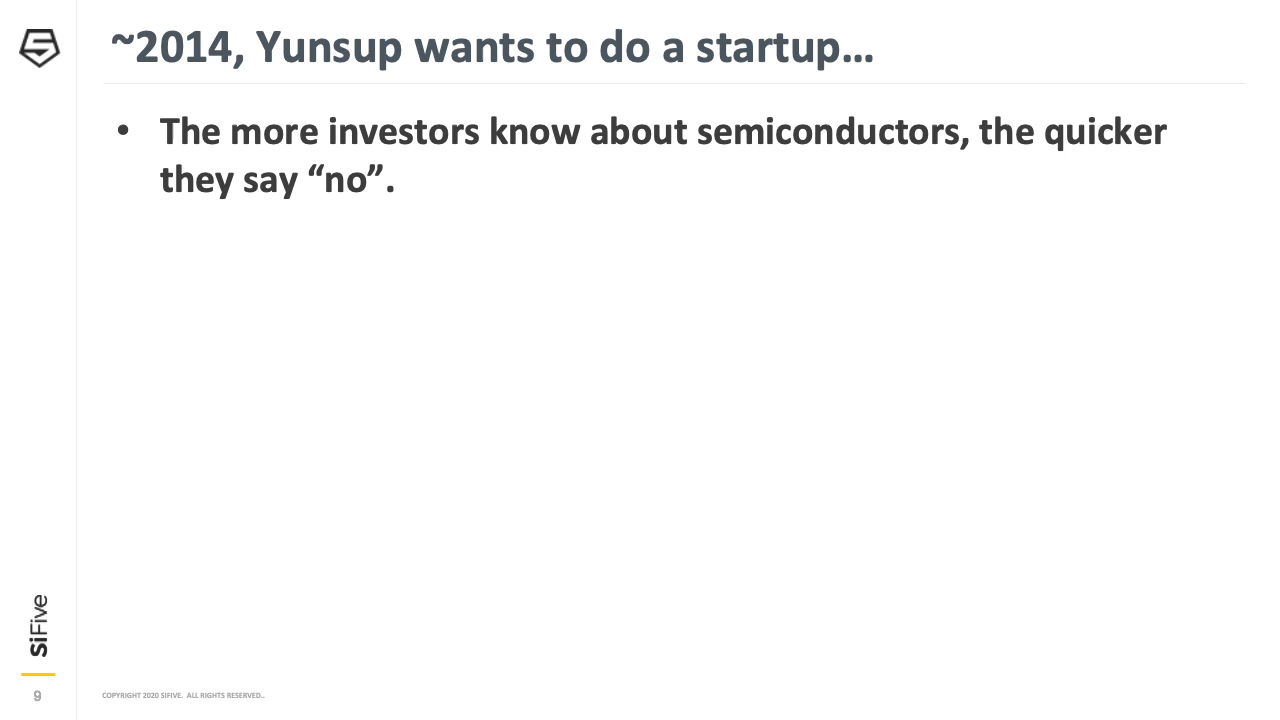 ~2014, Yunsup wants to do a startup…
• The more investors know about semiconductors, the quicker
they say “no”.
SiFive
9
COPYRIGHT 2020 SIFIVE. ALL RIGHTS RESERVED..